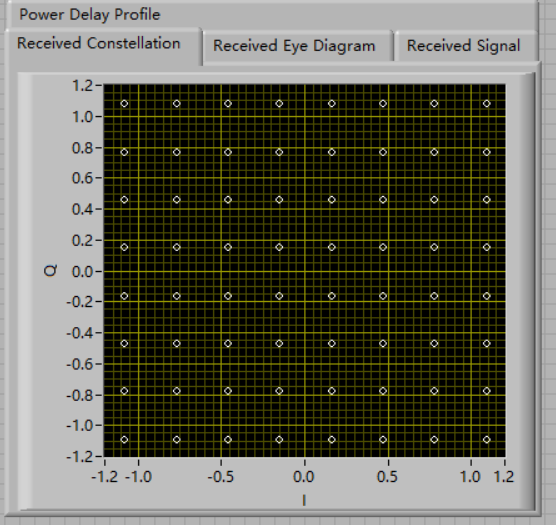 Power Delay Profile
Received Constellation Received Eye Diagram Received Signal
1.2
1.0
0.8
0.6
0.4
0.2
0.0
-0.2
-0.4
-0.6
-0.8
-1.0
-1.2
Q
-1.2 -1.0 -0.5 0.0 0.5 1.0 1.2
I